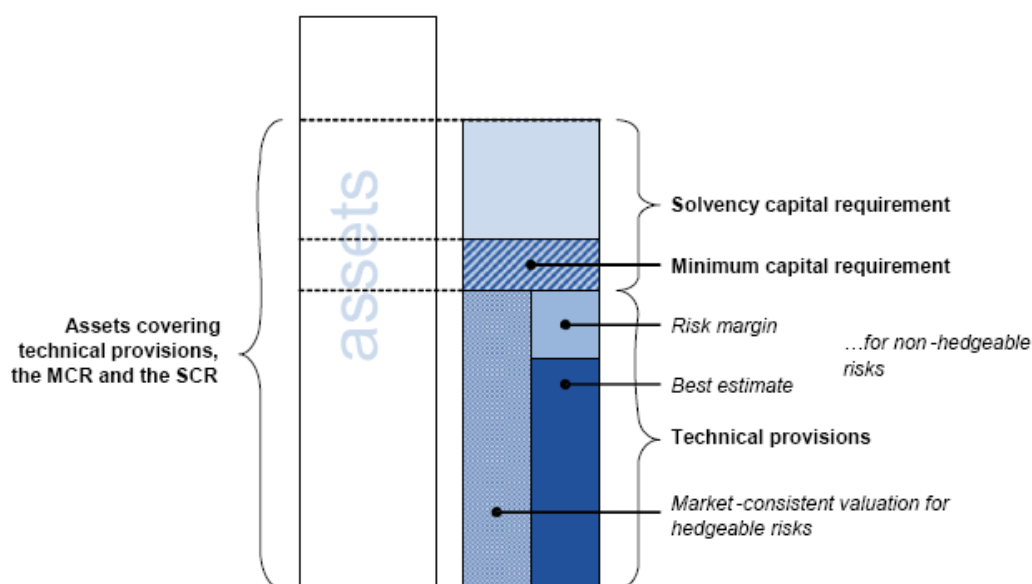 assets
Solvency capital requirement
Minimum capital requirement
Assets covering
technical provisions,
the MCR and the SCR
Risk margin
…for non-hedgeable
risks
Best estimate
Technical provisions
Market-consistent valuation for
hedgeable risks